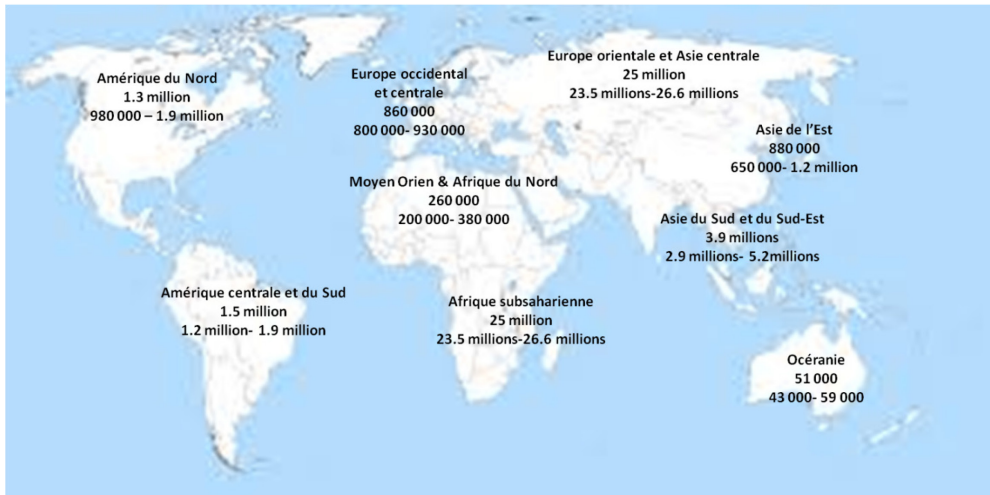 Amérique du Nord
1.3 million
980 000 – 1.9 million
Europe occidental
et centrale
860 000
800 000- 930 000
Europe orientale et Asie centrale
25 million
23.5 millions-26.6 millions
Asie de l'Est
880 000
650 000- 1.2 million
Moyen Orien & Afrique du Nord
260 000
200 000- 380 000
Asie du Sud et du Sud-Est
3.9 millions
2.9 millions- 5.2millions
Amérique centrale et du Sud
1.5 million
1.2 million- 1.9 million
Afrique subsaharienne
25 million
23.5 millions-26.6 millions
Océranie
51 000
43 000- 59 000